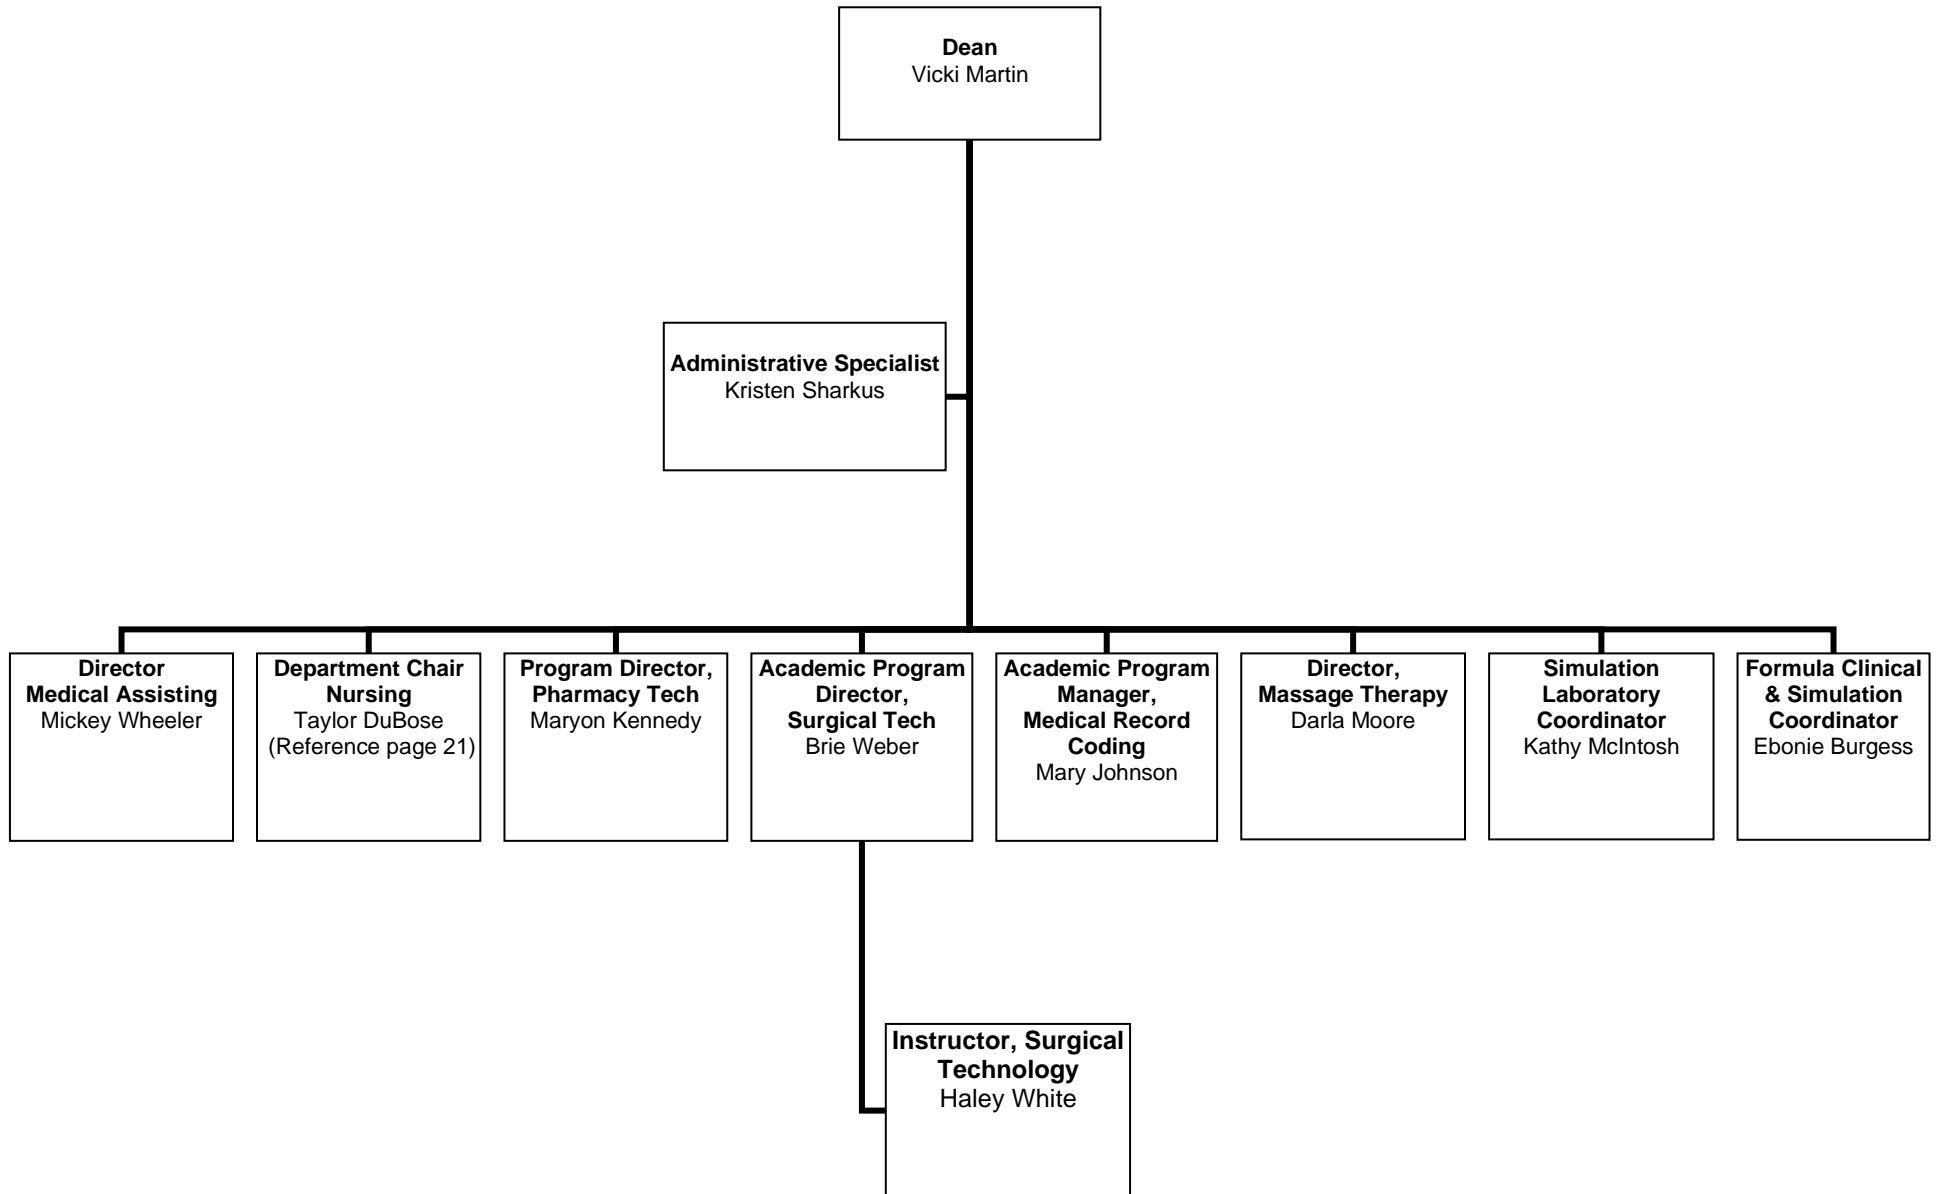 Dean
Vicki Martin
Administrative Specialist
Kristen Sharkus
Director
Medical Assisting
Mickey Wheeler
Department Chair
Nursing
Taylor DuBose
(Reference page 21)
Program Director,
Pharmacy Tech
Maryon Kennedy
Academic Program
Director,
Surgical Tech
Brie Weber
Academic Program
Manager,
Medical Record
Coding
Mary Johnson
Director,
Massage Therapy
Darla Moore
Simulation
Laboratory
Coordinator
Kathy McIntosh
Formula Clinical
& Simulation
Coordinator
Ebonie Burgess
Instructor, Surgical
Technology
Haley White